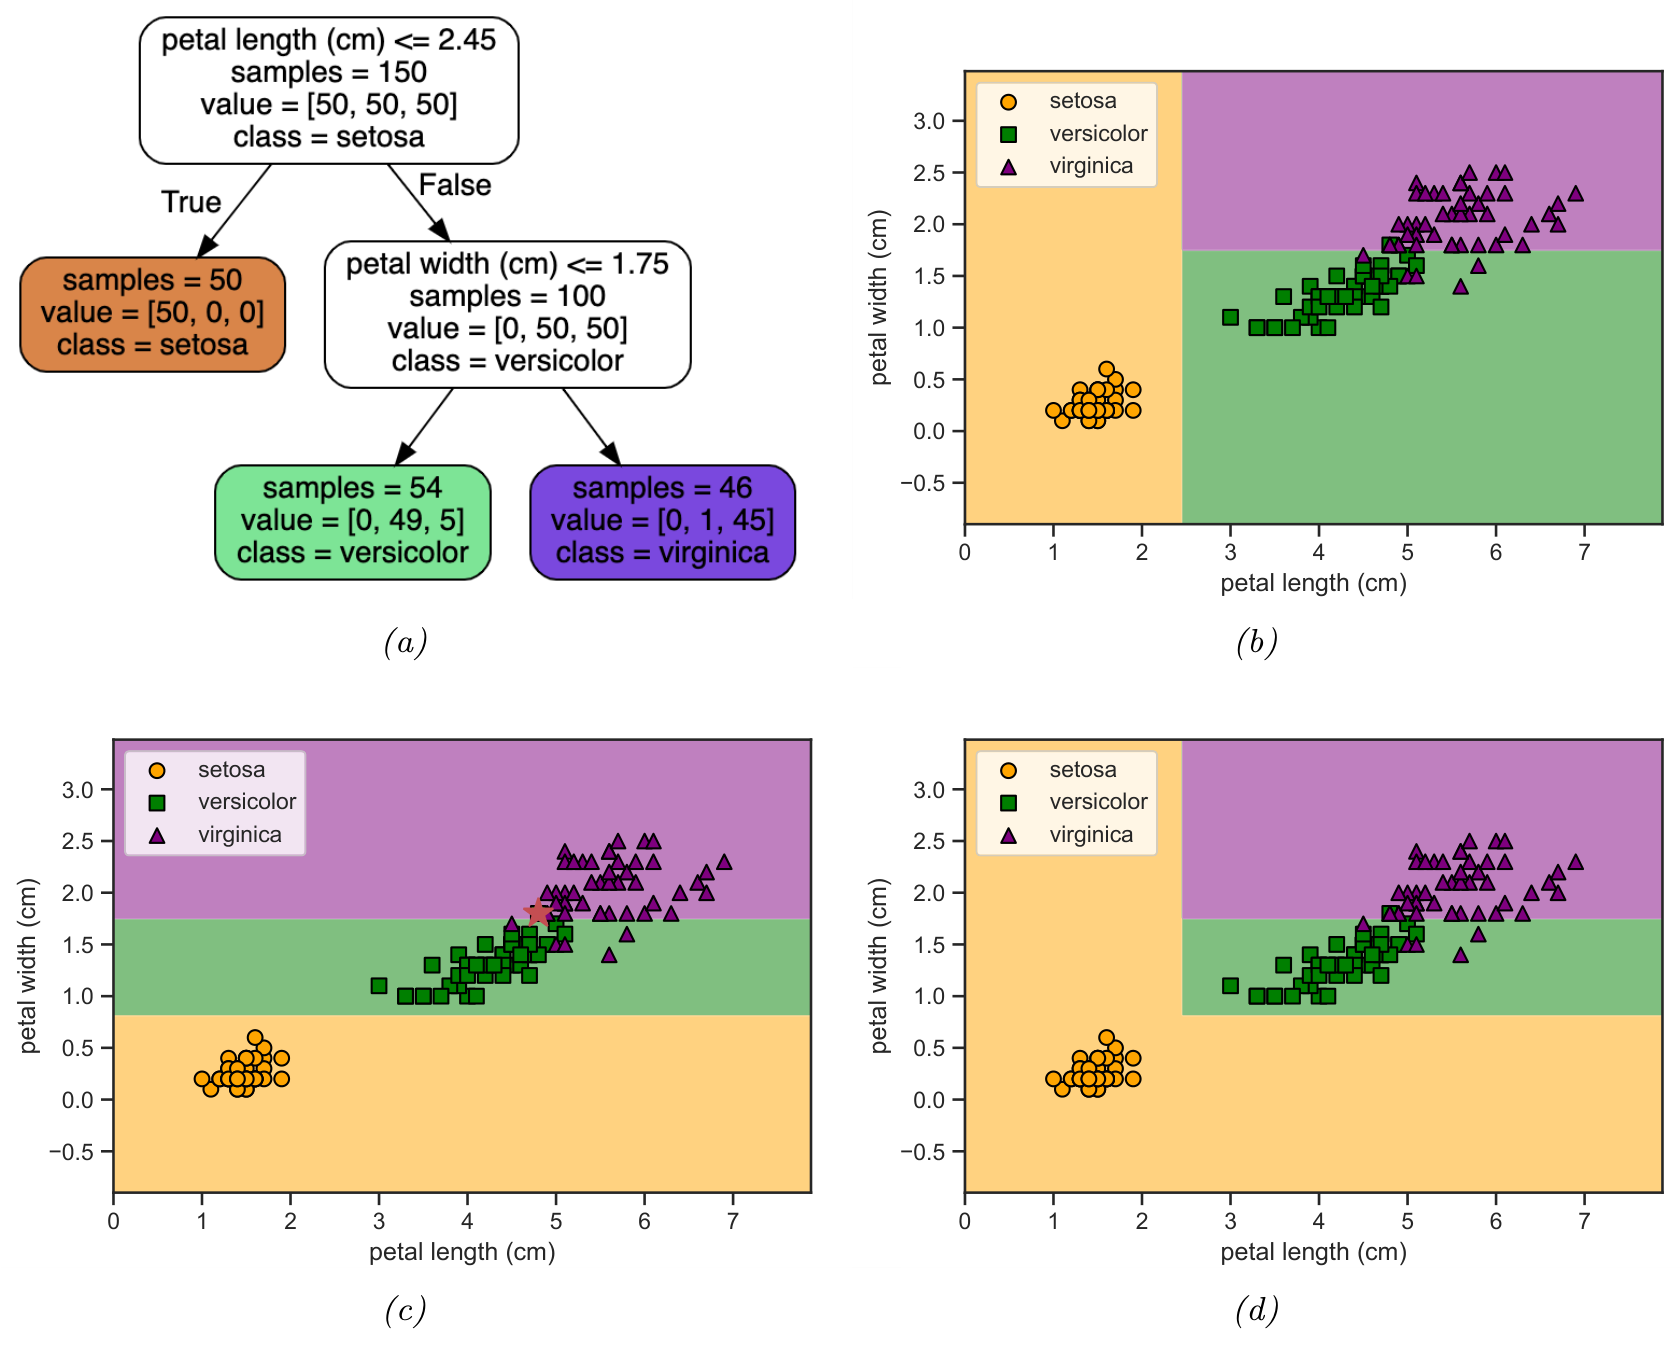 petal length (cm) <= 2.45
samples = 150
value = [50, 50, 50]
class = setosa
True
False
samples = 50
value = [50, 0, 0]
class = setosa
petal width (cm) <= 1.75
samples = 100
value = [0, 50, 50]
class = versicolor
samples = 54
value = [0, 49, 5]
class = versicolor
samples = 46
value = [0, 1, 45]
class = virginica
(a)
setosa
versicolor
virginica
petal width (cm)
3.0
2.5
2.0
1.5
1.0
0.5
0.0
−0.5
0 1 2 3 4 5 6 7
petal length (cm)
(b)
setosa
versicolor
virginica
petal width (cm)
3.0
2.5
2.0
1.5
1.0
0.5
0.0
−0.5
0 1 2 3 4 5 6 7
petal length (cm)
(c)
setosa
versicolor
virginica
petal width (cm)
3.0
2.5
2.0
1.5
1.0
0.5
0.0
−0.5
0 1 2 3 4 5 6 7
petal length (cm)
(d)